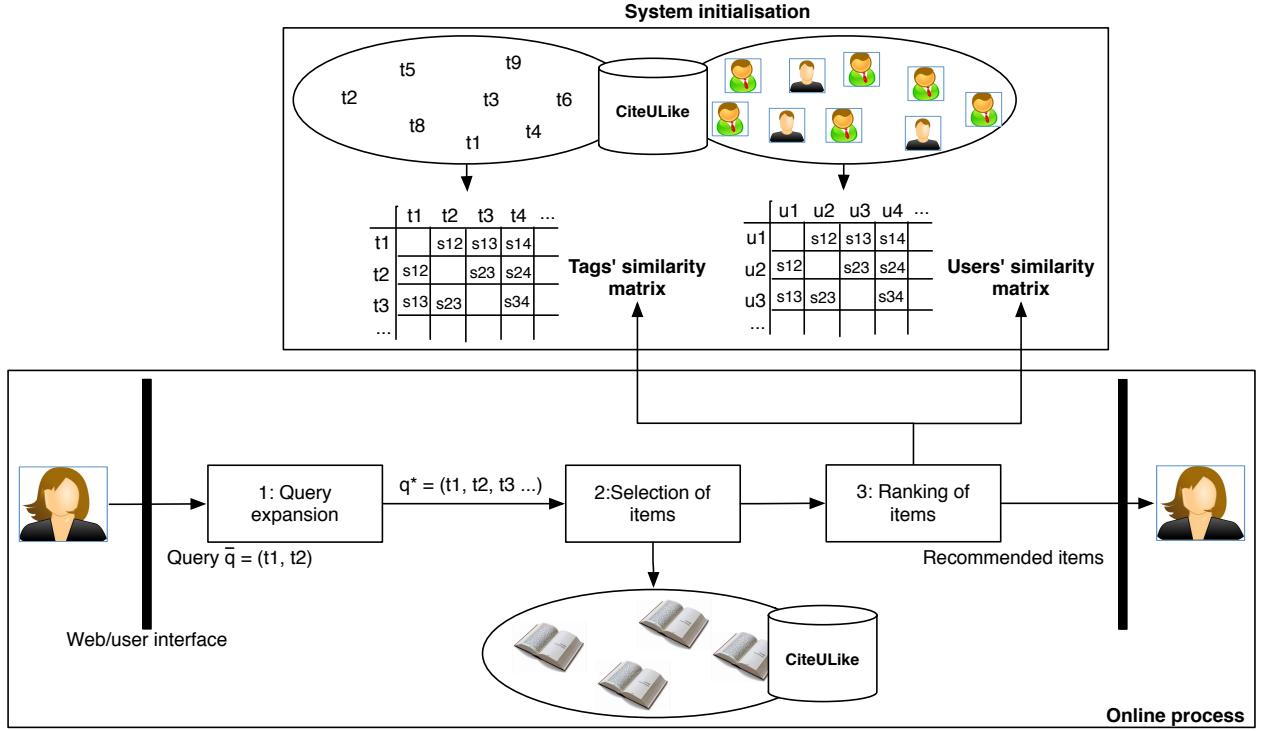 System initialisation
t5
t9
t2
t3
t6
t8
t1
t4
CiteULike
t1 t2 t3 t4 ...
t1 s12 s13 s14
t2 s12 s23 s24
t3 s13 s23 s34
...
Tags' similarity
matrix
u1 u2 u3 u4 ...
u1 s12 s13 s14
u2 s12 s23 s24
u3 s13 s23 s34
...
Users' similarity
matrix
1: Query
expansion
q* = (t1, t2, t3 ...)
2:Selection of
items
3: Ranking of
items
Query q̅ = (t1, t2)
Recommended items
Web/user interface
CiteULike
Online process